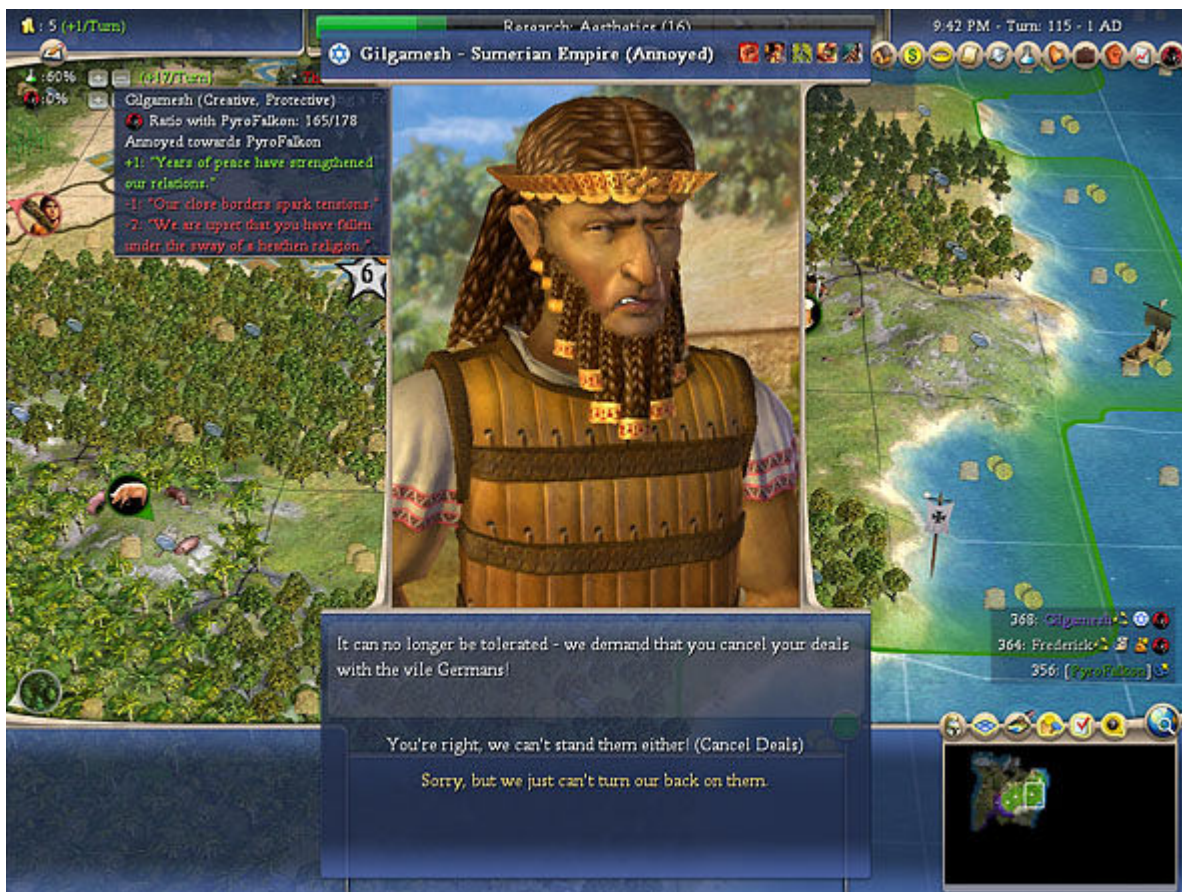 : 5 (+1/Turn)
Research: Aesthetics (16)
9:42 PM - Turn: 115 - 1 AD
Gilgamesh - Sumerian Empire (Annoyed)
:60%
(+17/Turn)
:0%
Gilgamesh (Creative, Protective)
Ratio with PyroFalkon: 165/178
Annoyed towards PyroFalkon
+1: "Years of peace have strengthened
our relations."
-1: "Our close borders spark tensions."
-2: "We are upset that you have fallen
under the sway of a heathen religion."
6
368: Gilgamesh
364: Frederick
356: [PyroFalkon]
It can no longer be tolerated - we demand that you cancel your deals
with the vile Germans!
You're right, we can't stand them either! (Cancel Deals)
Sorry, but we just can't turn our back on them.